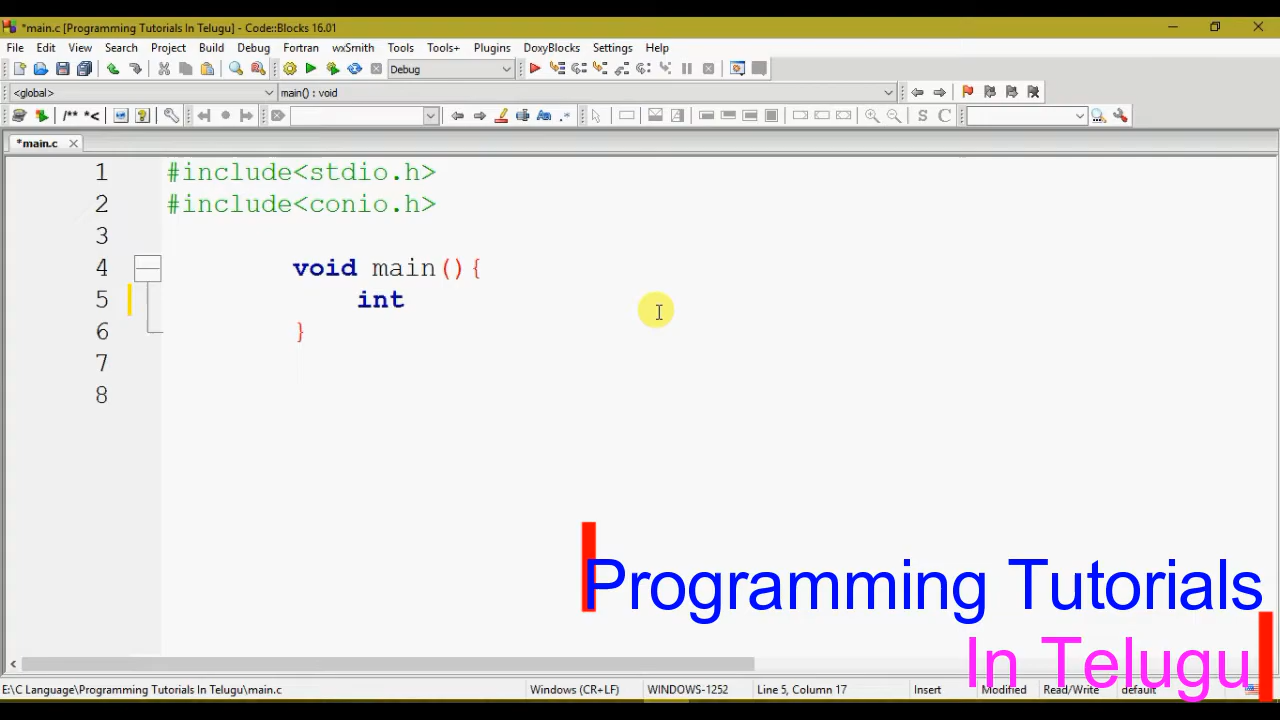 *main.c [Programming Tutorials In Telugu] - Code::Blocks 16.01
File Edit View Search Project Build Debug Fortran wxSmith Tools Tools+ Plugins DoxyBlocks Settings Help
Debug
<global> main() : void
/** *< S C
*main.c
1 #include<stdio.h>
2 #include<conio.h>
3
4 void main(){
5 int
6 }
7
8
Programming Tutorials
In Telugu
E:\C Language\Programming Tutorials In Telugu\main.c Windows (CR+LF) WINDOWS-1252 Line 5, Column 17 Insert Modified Read/Write default